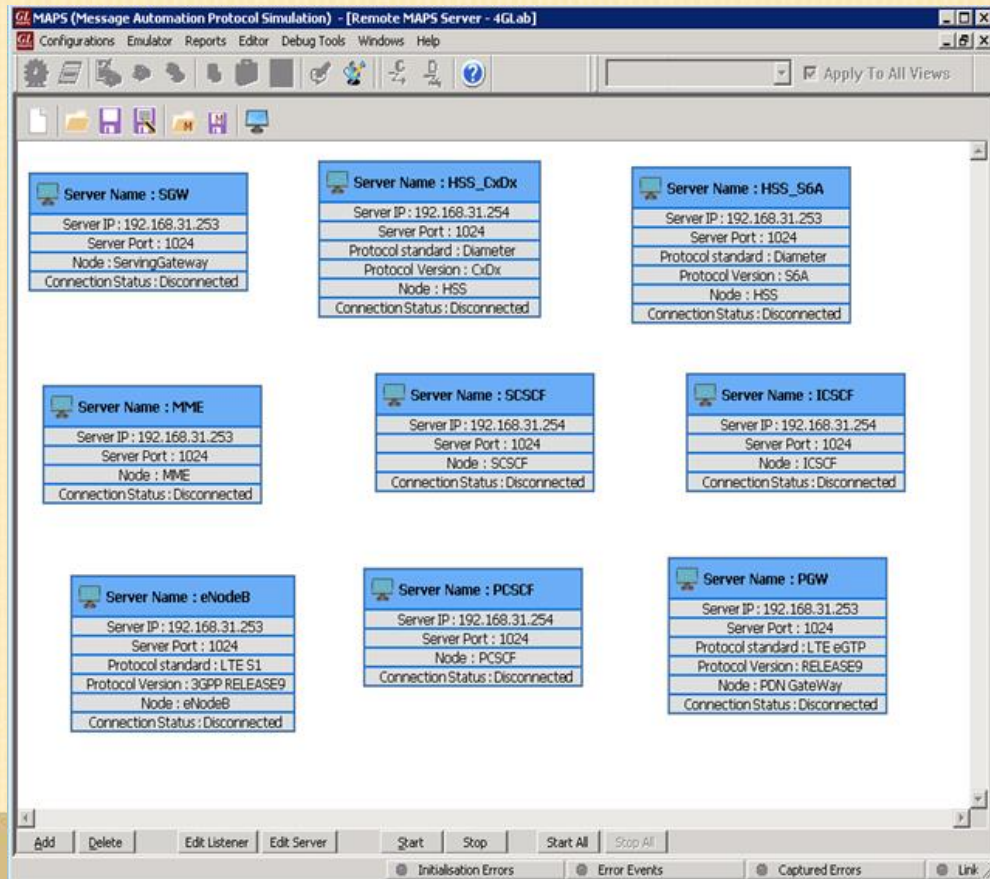 GL MAPS (Message Automation Protocol Simulation) - [Remote MAPS Server - 4GLab]
GL Configurations Emulator Reports Editor Debug Tools Windows Help
Apply To All Views
M M
Server Name : SGW
Server IP : 192.168.31.253
Server Port : 1024
Node : ServingGateway
Connection Status : Disconnected
Server Name : HSS_CxDx
Server IP : 192.168.31.254
Server Port : 1024
Protocol standard : Diameter
Protocol Version : CxDx
Node : HSS
Connection Status : Disconnected
Server Name : HSS_S6A
Server IP : 192.168.31.253
Server Port : 1024
Protocol standard : Diameter
Protocol Version : S6A
Node : HSS
Connection Status : Disconnected
Server Name : MME
Server IP : 192.168.31.253
Server Port : 1024
Node : MME
Connection Status : Disconnected
Server Name : SCSCF
Server IP : 192.168.31.254
Server Port : 1024
Node : SCSCF
Connection Status : Disconnected
Server Name : ICSCF
Server IP : 192.168.31.254
Server Port : 1024
Node : ICSCF
Connection Status : Disconnected
Server Name : eNodeB
Server IP : 192.168.31.253
Server Port : 1024
Protocol standard : LTE S1
Protocol Version : 3GPP RELEASE9
Node : eNodeB
Connection Status : Disconnected
Server Name : PCSCF
Server IP : 192.168.31.254
Server Port : 1024
Node : PCSCF
Connection Status : Disconnected
Server Name : PGW
Server IP : 192.168.31.253
Server Port : 1024
Protocol standard : LTE eGTP
Protocol Version : RELEASE9
Node : PDN GateWay
Connection Status : Disconnected
Add Delete Edit Listener Edit Server Start Stop Start All Stop All
Initialisation Errors Error Events Captured Errors Link